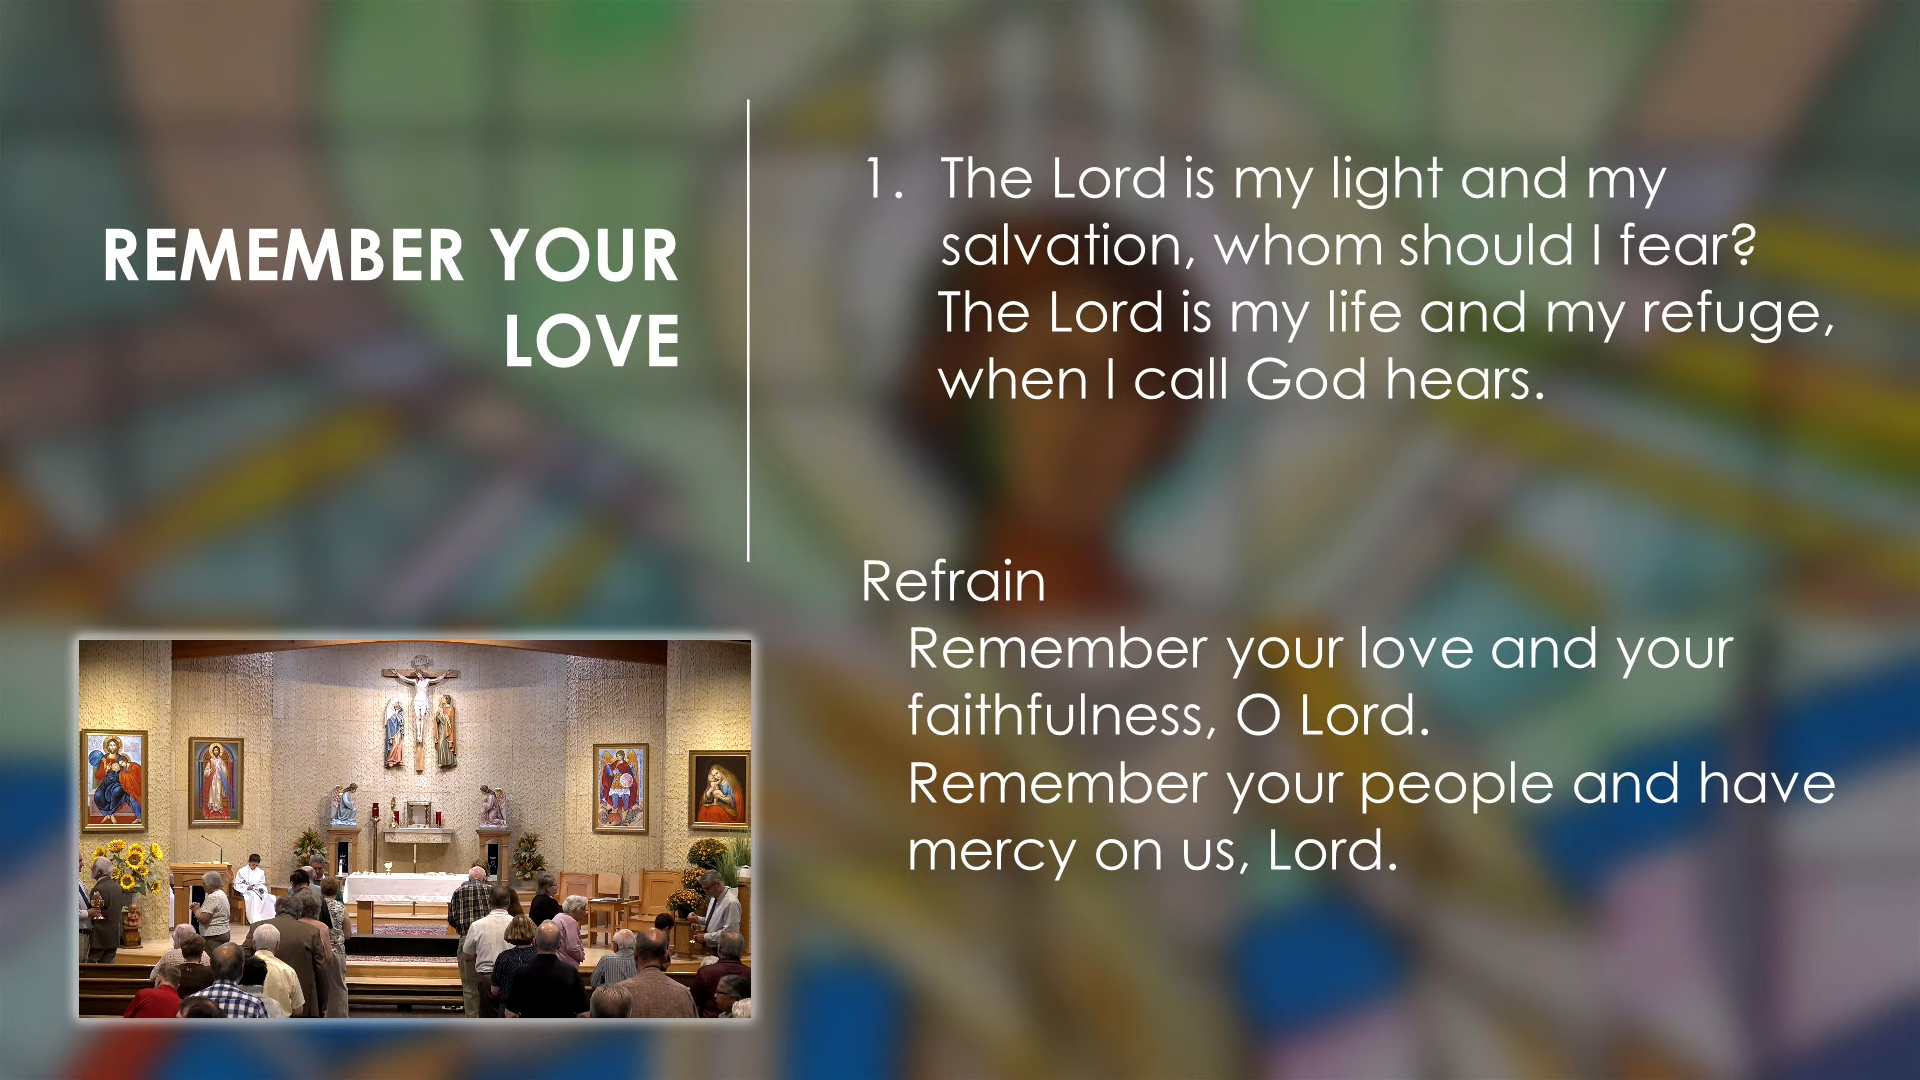 REMEMBER YOUR
LOVE
1. The Lord is my light and my
salvation, whom should I fear?
The Lord is my life and my refuge,
when I call God hears.
Refrain
Remember your love and your
faithfulness, O Lord.
Remember your people and have
mercy on us, Lord.